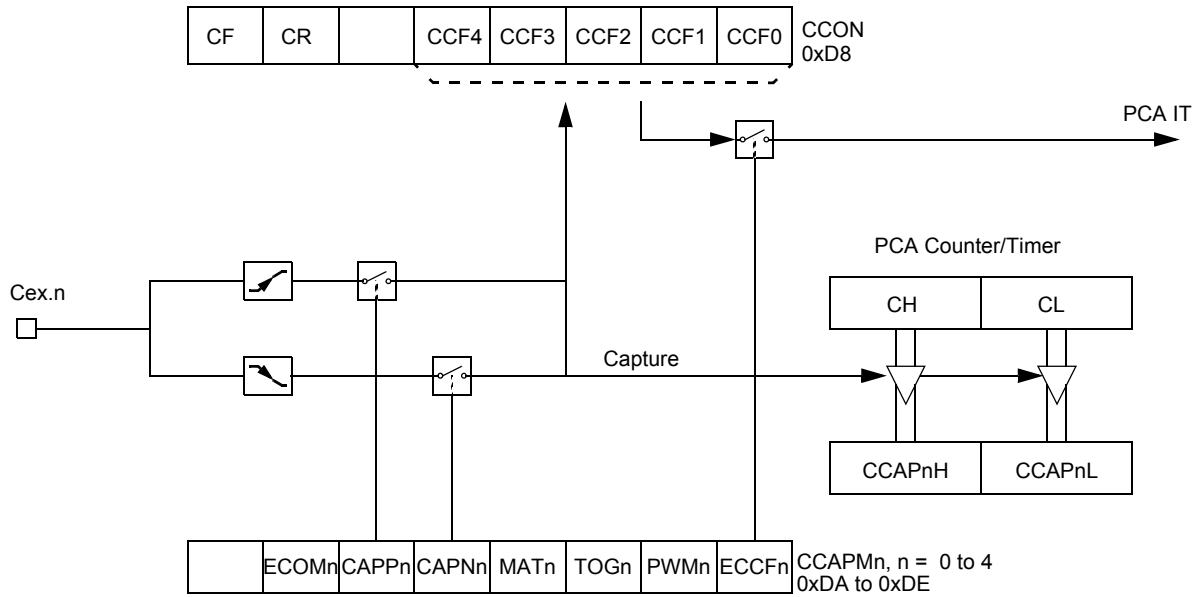 CF CR CCF4 CCF3 CCF2 CCF1 CCF0 CCON
0xD8
PCA IT
PCA Counter/Timer
Cex.n
CH CL
Capture
CCAPnH CCAPnL
ECOMn CAPPn CAPNn MATn TOGn PWMn ECCFn CCAPMn, n = 0 to 4
0xDA to 0xDE